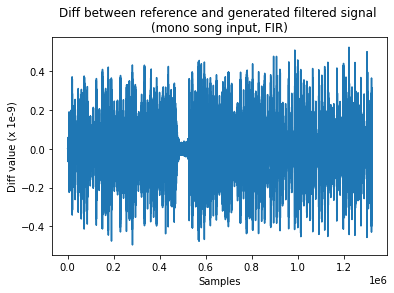 Diff between reference and generated filtered signal
(mono song input, FIR)
Diff value (x 1e-9)
0.4
0.2
0.0
−0.2
−0.4
0.0 0.2 0.4 0.6 0.8 1.0 1.2
1e6
Samples